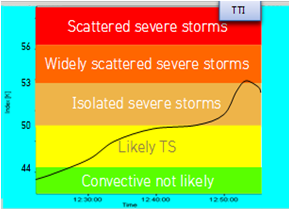 TTI
Scattered severe storms
56
Widely scattered severe storms
53
Isolated severe storms
50
Likely TS
44
Convective not likely
Index [K]
12:30:00
12:40:00
12:50:00
Time